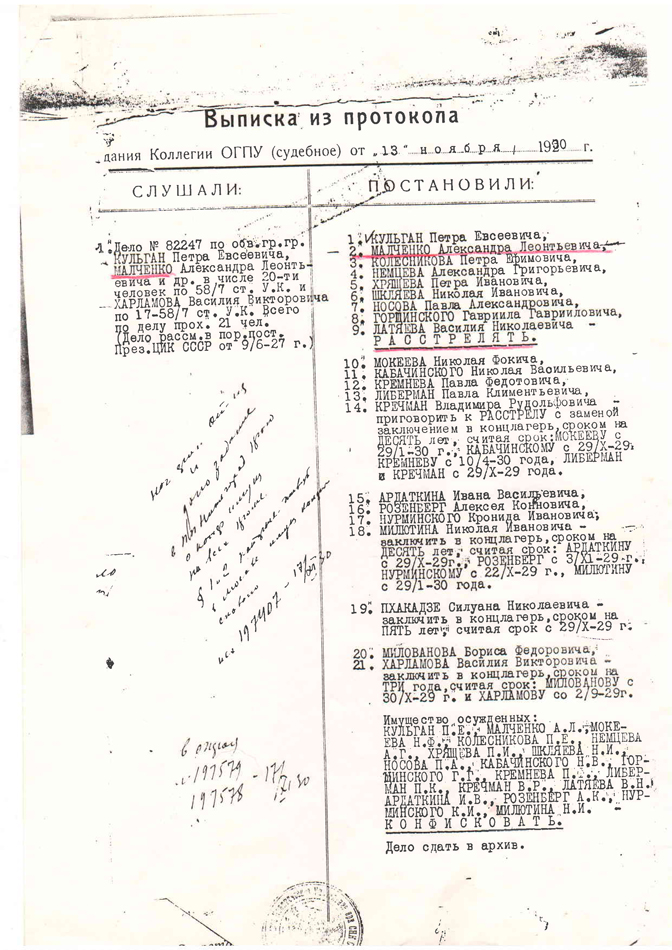 Выписка из протокола
дания Коллегии ОГПУ (судебное) от „13" ноября, 1930 г.
СЛУШАЛИ:
1. Дело № 82247 по обв.гр.гр.
КУЛЬГАН Петра Евсеевича,
МАЛЧЕНКО Александра Леонть-
евича и др. в числе 20-ти
человек по 58/7 ст. У.К. и
ХАРЛАМОВА Василия Викторовича
по 17-58/7 ст. У.К. Всего
по делу прох. 21 чел.
(Дело рассм.в пор.пост.
През.ЦИК СССР от 9/6-27 г.)
197907 - 17/
30
197579
- 17/
30
197578
ПОСТАНОВИЛИ:
1. КУЛЬГАН Петра Евсеевича,
2. МАЛЧЕНКО Александра Леонтьевича,
3. КОЛЕСНИКОВА Петра Ефимовича,
4. НЕМЦЕВА Александра Григорьевича,
5. ХРЯЩЕВА Петра Ивановича,
6. ШКЛЯЕВА Николая Ивановича,
7. НОСОВА Павла Александровича,
8. ГОРШИНСКОГО Гавриила Гаврииловича,
9. ЛАТЯЕВА Василия Николаевича -
РАССТРЕЛЯТЬ.
10. МОКЕЕВА Николая Фокича,
11. КАБАЧИНСКОГО Николая Васильевича,
12. КРЕМНЕВА Павла Федотовича,
13. ЛИБЕРМАН Павла Климентьевича,
14. КРЕЧМАН Владимира Рудольфовича -
приговорить к РАССТРЕЛУ с заменой
заключением в концлагерь, сроком на
ДЕСЯТЬ лет, считая срок: МОКЕЕВУ с
29/1-30 г., КАБАЧИНСКОМУ с 29/X-29,
КРЕМНЕВУ с 10/4-30 года, ЛИБЕРМАН
и КРЕЧМАН с 29/X-29 года.
15. АРДАТКИНА Ивана Васильевича,
16. РОЗЕНБЕРГ Алексея Кононовича,
17. НУРМИНСКОГО Кронида Ивановича,
18. МИЛЮТИНА Николая Ивановича -
заключить в концлагерь, сроком на
ДЕСЯТЬ лет, считая срок: АРДАТКИНУ
с 29/X-29г., РОЗЕНБЕРГ с 3/XI-29 г.,
НУРМИНСКОМУ с 22/X-29 г., МИЛЮТИНУ
с 29/1-30 года.
19. ПХАКАДЗЕ Силуана Николаевича -
заключить в концлагерь, сроком на
ПЯТЬ лет, считая срок с 29/X-29 г.
20. МИЛОВАНОВА Бориса Федоровича,
21. ХАРЛАМОВА Василия Викторовича -
заключить в концлагерь, сроком на
ТРИ года, считая срок: МИЛОВАНОВУ с
30/X-29 г. и ХАРЛАМОВУ со 2/9-29г.
Имущество осужденных:
КУЛЬГАН П.Е., МАЛЧЕНКО А.Л., МОКЕ-
ЕВА Н.Ф., КОЛЕСНИКОВА П.Е., НЕМЦЕВА
А.Г., ХРЯЩЕВА П.И., ШКЛЯЕВА Н.И.,
НОСОВА П.А., КАБАЧИНСКОГО Н.В., ГОР-
ШИНСКОГО Г.Г., КРЕМНЕВА П., ЛИБЕР-
МАН П.К., КРЕЧМАН В.Р., ЛАТЯЕВА В.Н.,
АРДАТКИНА И.В., РОЗЕНБЕРГ А.К., НУР-
МИНСКОГО К.И., МИЛЮТИНА Н.И. -
КОНФИСКОВАТЬ.
Дело сдать в архив.